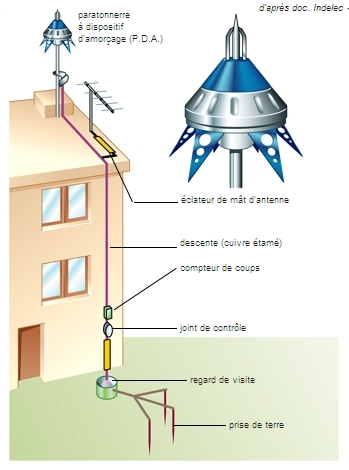 d'après doc. Indelec
paratonnerre
à dispositif
d'amorçage (P.D.A.)
éclateur de mât d'antenne
descente (cuivre étamé)
compteur de coups
joint de contrôle
regard de visite
prise de terre